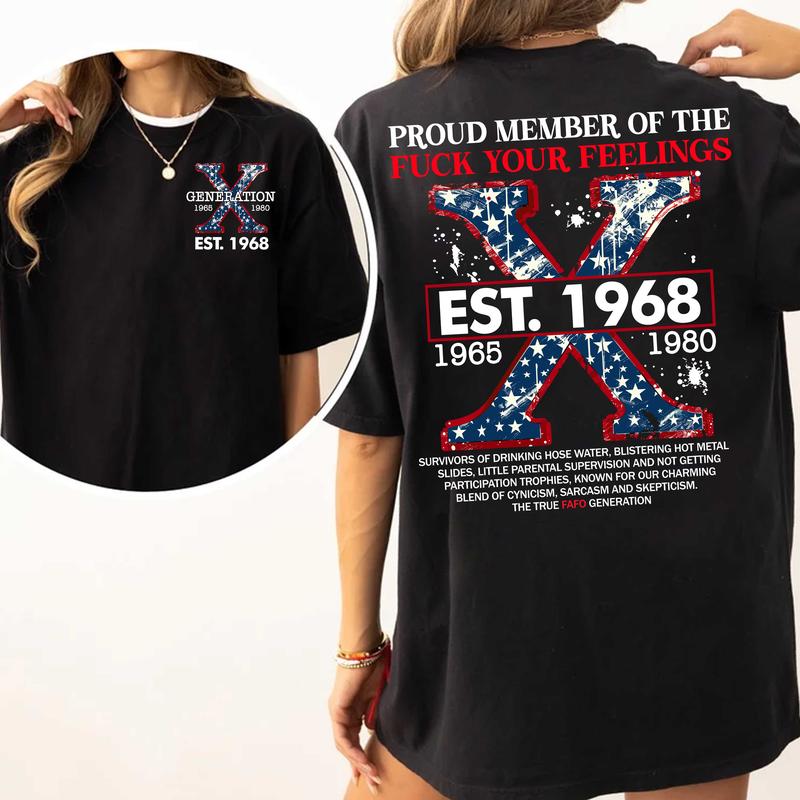 GENERATION
1965 1980
EST. 1968
PROUD MEMBER OF THE
FUCK YOUR FEELINGS
X
EST. 1968
1965 1980
SURVIVORS OF DRINKING HOSE WATER, BLISTERING HOT METAL
SLIDES, LITTLE PARENTAL SUPERVISION AND NOT GETTING
PARTICIPATION TROPHIES, KNOWN FOR OUR CHARMING
BLEND OF CYNICISM, SARCASM AND SKEPTICISM.
THE TRUE FAFO GENERATION